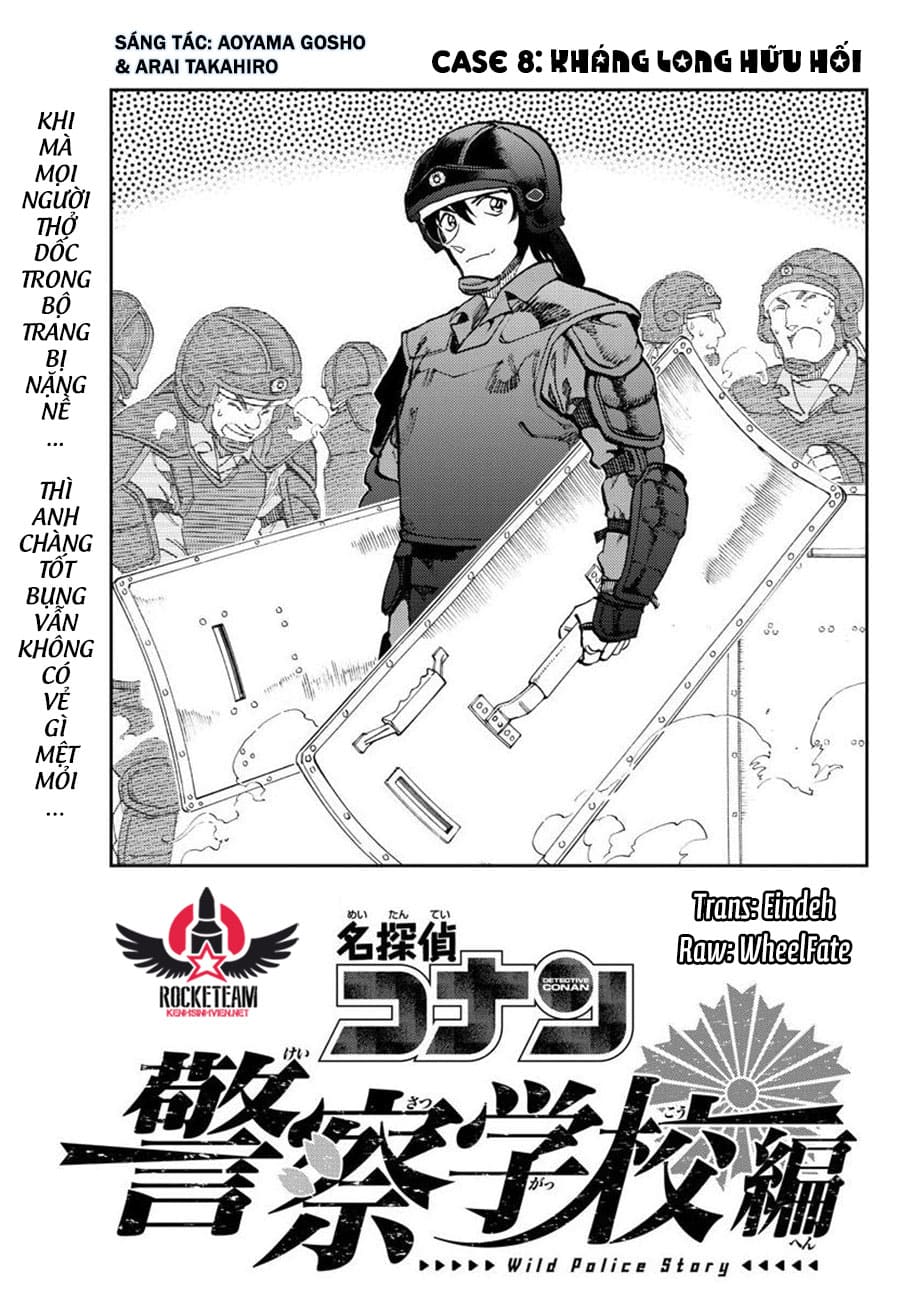 SÁNG TÁC: AOYAMA GOSHO
& ARAI TAKAHIRO
CASE 8: KHÁNG LONG HỮU HỐI
KHI
MÀ
MỌI
NGƯỜI
THỞ
DỐC
TRONG
BỘ
TRANG
BỊ
NẶNG
NỀ
...
THÌ
ANH
CHÀNG
TỐT
BỤNG
VẪN
KHÔNG
CÓ
VẺ
GÌ
MỆT
MỎI
...
ROCKETEAM
KENHSINHVIEN.NET
めい たん てい
名探偵
コナン
DETECTIVE
CONAN
Trans: Eindeh
Raw: WheelFate
けい さつ がっ こう へん
警察学校編
Wild Police Story